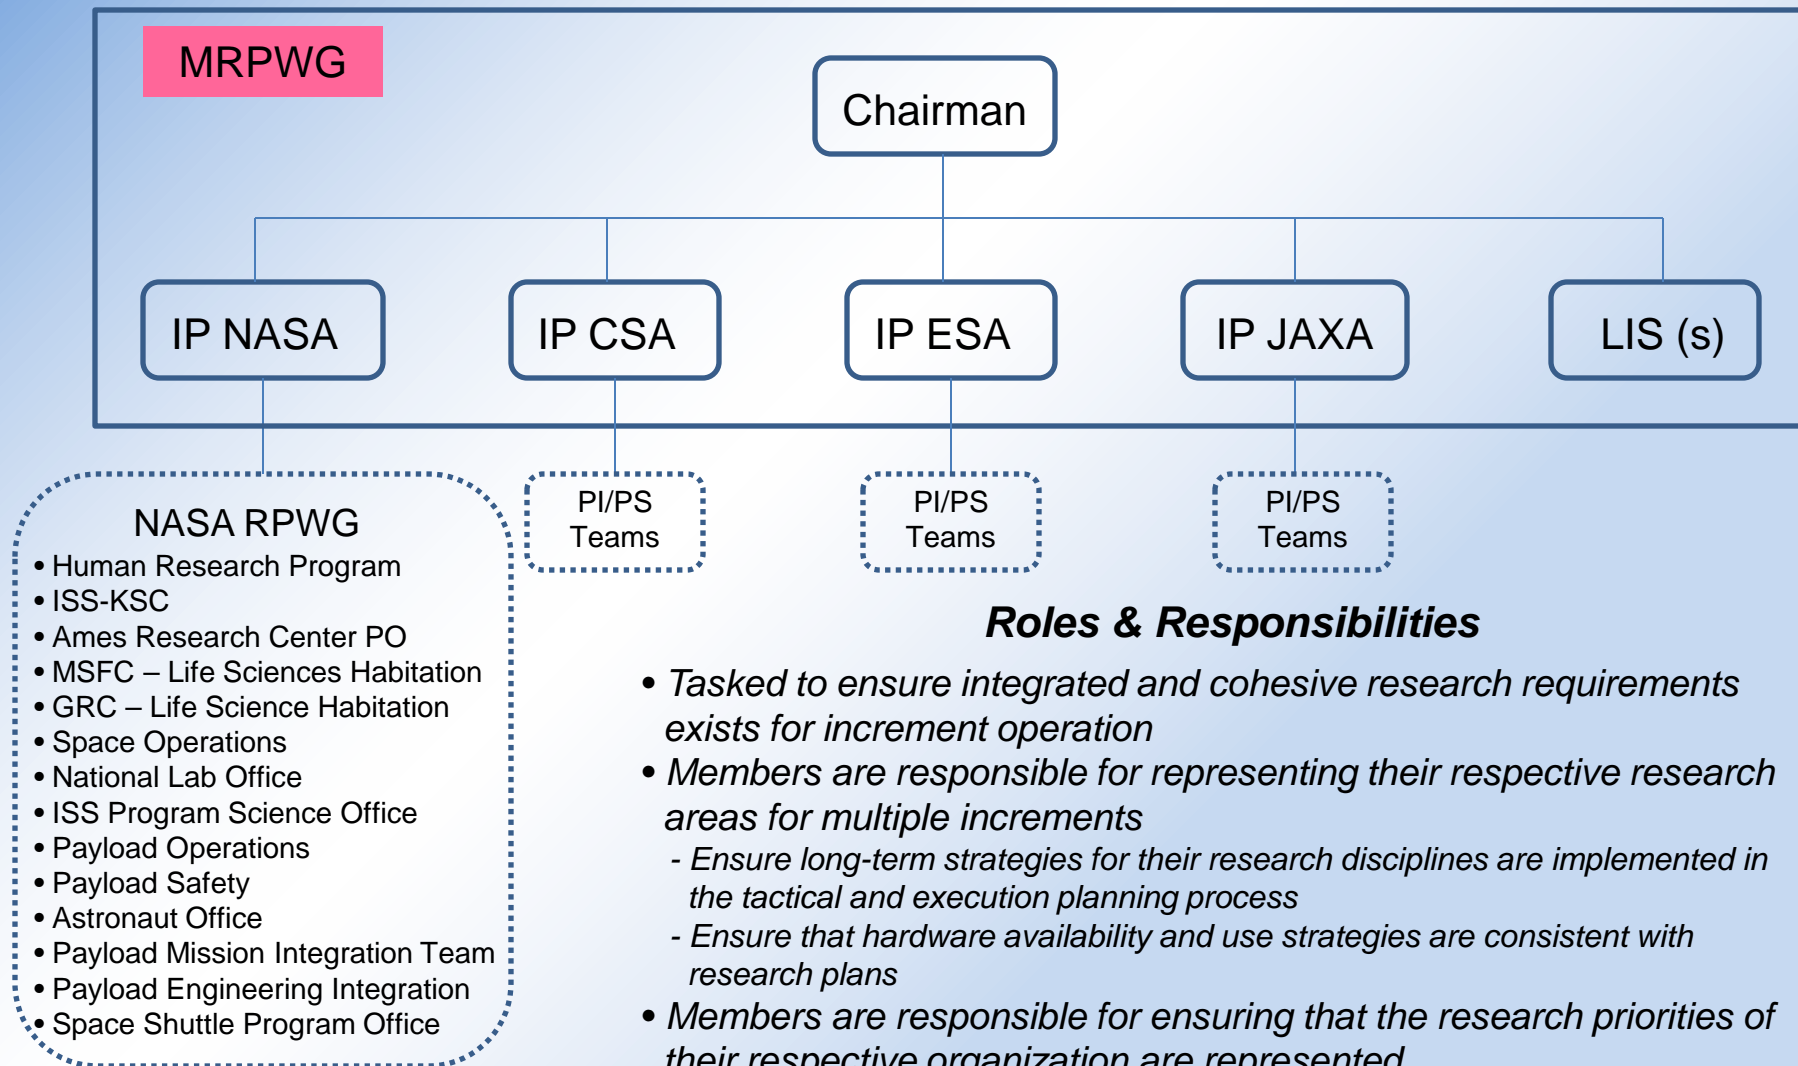 MRPWG
Chairman
IP NASA
IP CSA
IP ESA
IP JAXA
LIS (s)
NASA RPWG
• Human Research Program
• ISS-KSC
• Ames Research Center PO
• MSFC – Life Sciences Habitation
• GRC – Life Science Habitation
• Space Operations
• National Lab Office
• ISS Program Science Office
• Payload Operations
• Payload Safety
• Astronaut Office
• Payload Mission Integration Team
• Payload Engineering Integration
• Space Shuttle Program Office
PI/PS
Teams
PI/PS
Teams
PI/PS
Teams
Roles & Responsibilities
• Tasked to ensure integrated and cohesive research requirements
exists for increment operation
• Members are responsible for representing their respective research
areas for multiple increments
- Ensure long-term strategies for their research disciplines are implemented in
the tactical and execution planning process
- Ensure that hardware availability and use strategies are consistent with
research plans
• Members are responsible for ensuring that the research priorities of
their respective organization are represented